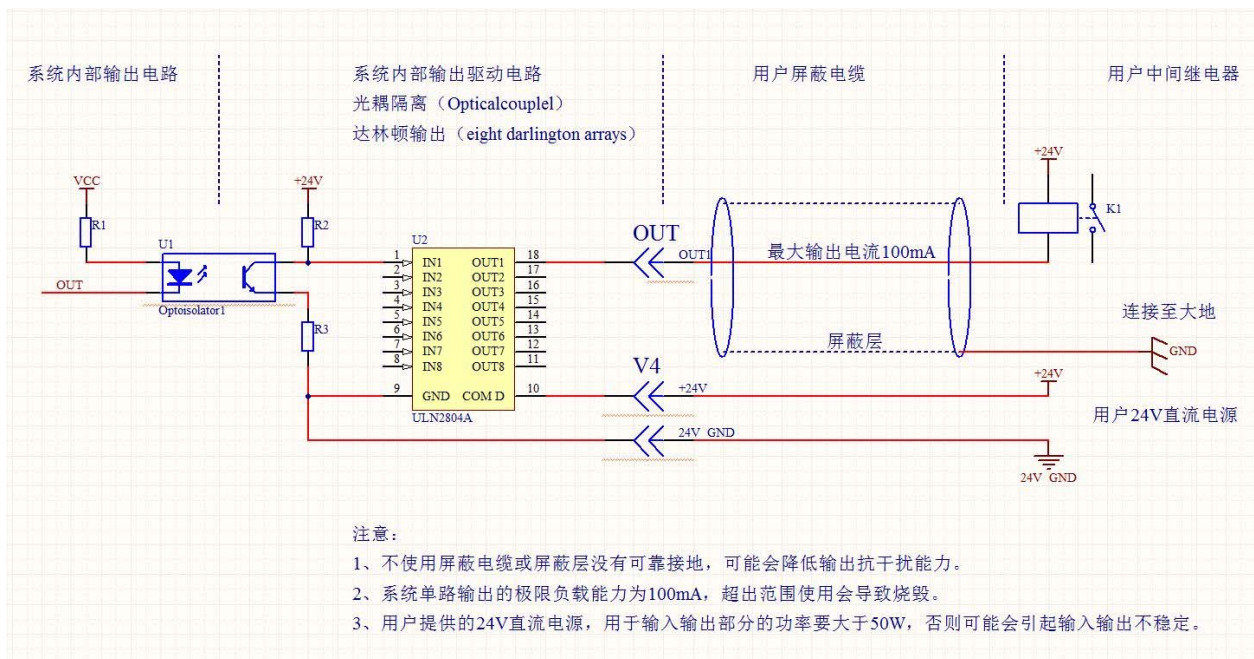 系统内部输出电路
系统内部输出驱动电路
光耦隔离（Opticalcouplel）
达林顿输出（eight darlington arrays）
用户屏蔽电缆
用户中间继电器
VCC
+24V
+24V
R1
R2
K1
U1
U2
OUT
1 IN1 OUT1 18
OUT1
最大输出电流100mA
2 IN2 OUT2 17
OUT
3 IN3 OUT3 16
Optoisolator1
4 IN4 OUT4 15
5 IN5 OUT5 14
连接至大地
R3
6 IN6 OUT6 13
屏蔽层
7 IN7 OUT7 12
GND
8 IN8 OUT8 11
V4
+24V
9 GND COM D 10
+24V
ULN2804A
用户24V直流电源
24V GND
24V GND
注意：
1、不使用屏蔽电缆或屏蔽层没有可靠接地，可能会降低输出抗干扰能力。
2、系统单路输出的极限负载能力为100mA，超出范围使用会导致烧毁。
3、用户提供的24V直流电源，用于输入输出部分的功率要大于50W，否则可能会引起输入输出不稳定。